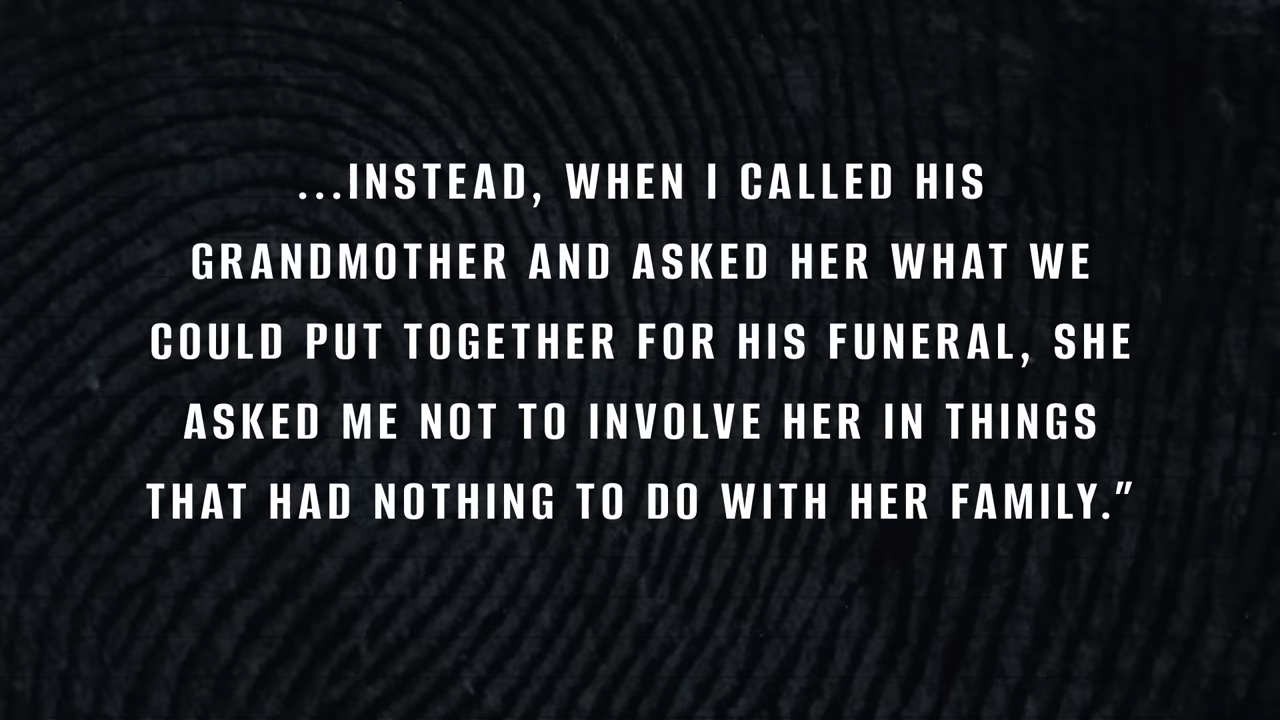 ...INSTEAD, WHEN I CALLED HIS
GRANDMOTHER AND ASKED HER WHAT WE
COULD PUT TOGETHER FOR HIS FUNERAL, SHE
ASKED ME NOT TO INVOLVE HER IN THINGS
THAT HAD NOTHING TO DO WITH HER FAMILY."